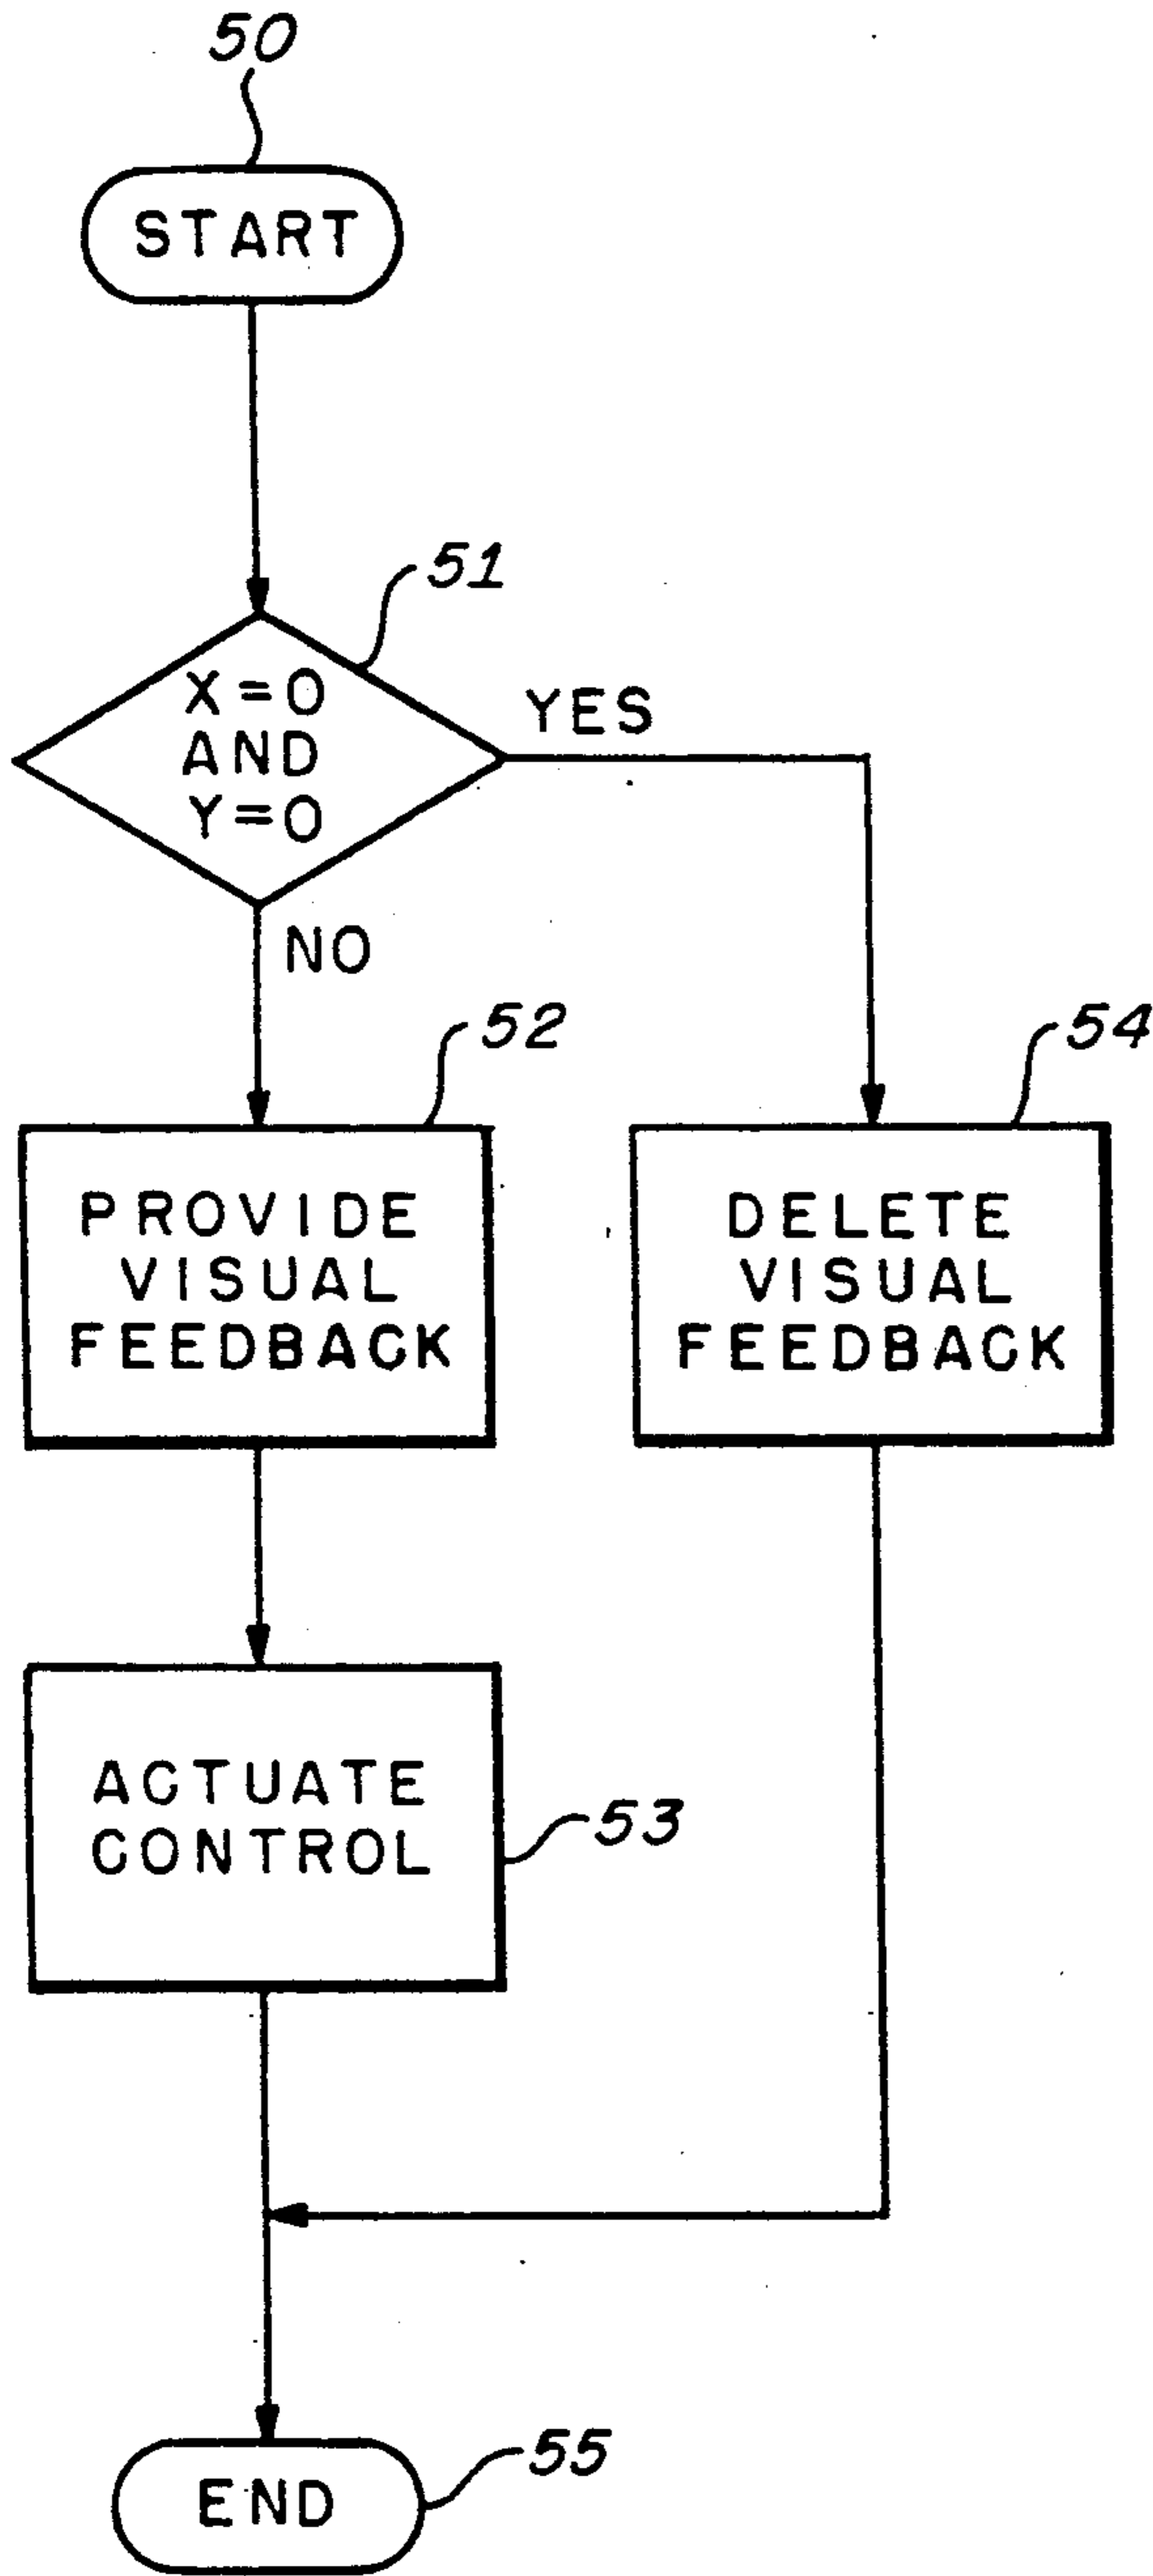 50
START
51
X=0
AND
Y=0
YES
NO
52
PROVIDE
VISUAL
FEEDBACK
54
DELETE
VISUAL
FEEDBACK
ACTUATE
CONTROL
53
END
55